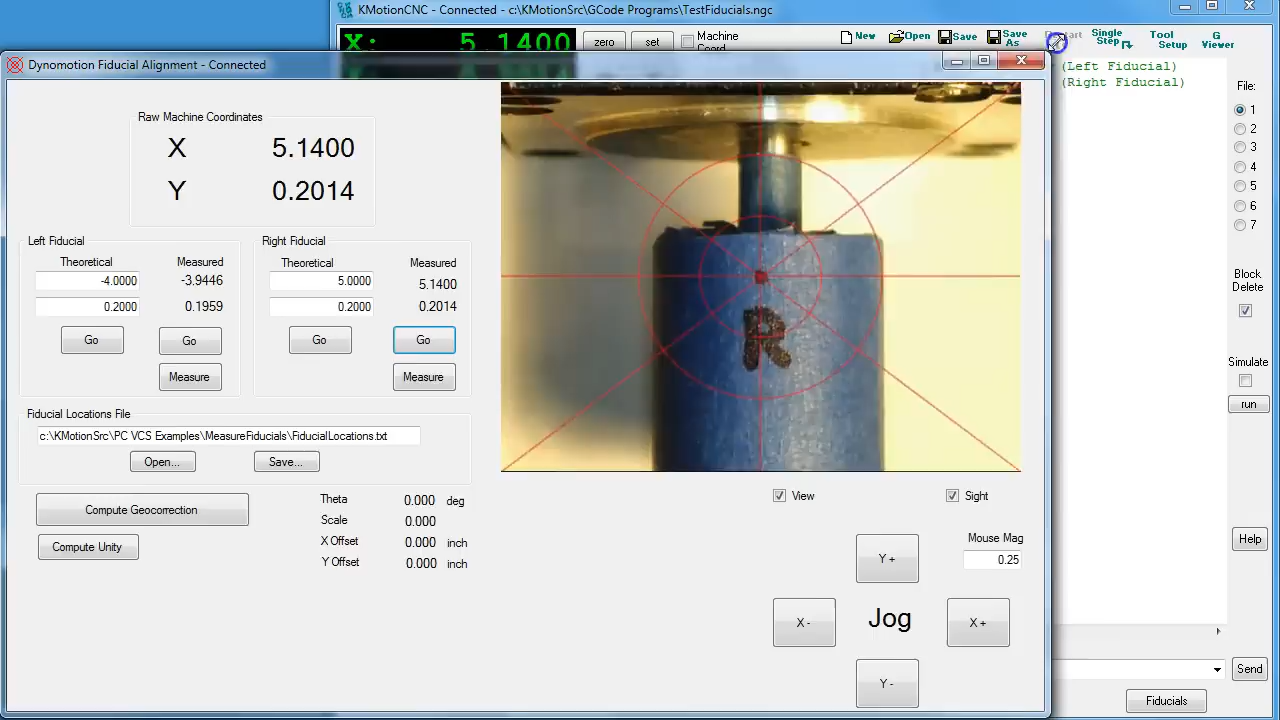 KMotionCNC - Connected - c:\KMotionSrc\GCode Programs\TestFiducials.ngc
X: 5.1400 zero set Machine Coord New Open Save Save As Single Step Tool Setup G Viewer
Dynomotion Fiducial Alignment - Connected
(Left Fiducial)
(Right Fiducial)
File:
1
2
3
4
5
6
7
Block Delete
Simulate
run
Help
Send
Fiducials
Raw Machine Coordinates
X 5.1400
Y 0.2014
Left Fiducial
Theoretical Measured
-4.0000 -3.9446
0.2000 0.1959
Go Go
Measure
Right Fiducial
Theoretical Measured
5.0000 5.1400
0.2000 0.2014
Go Go
Measure
Fiducial Locations File
c:\KMotionSrc\PC VCS Examples\MeasureFiducials\FiducialLocations.txt
Open... Save...
Compute Geocorrection
Compute Unity
Theta 0.000 deg
Scale 0.000
X Offset 0.000 inch
Y Offset 0.000 inch
R
View Sight
Mouse Mag
0.25
Y +
X - Jog X +
Y -